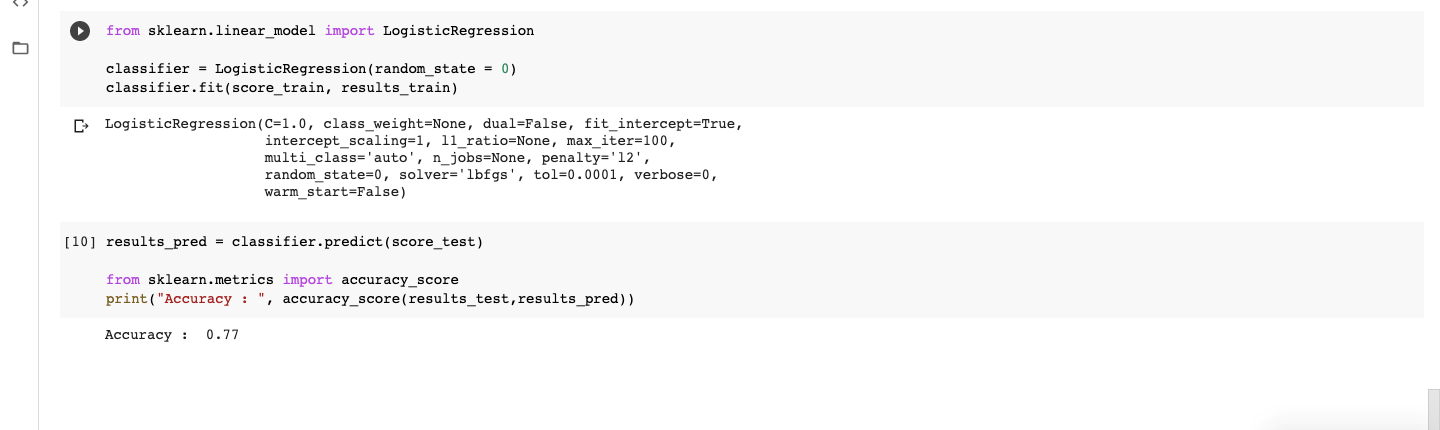 from sklearn.linear_model import LogisticRegression
classifier = LogisticRegression(random_state = 0)
classifier.fit(score_train, results_train)
LogisticRegression(C=1.0, class_weight=None, dual=False, fit_intercept=True,
intercept_scaling=1, l1_ratio=None, max_iter=100,
multi_class='auto', n_jobs=None, penalty='l2',
random_state=0, solver='lbfgs', tol=0.0001, verbose=0,
warm_start=False)
[10] results_pred = classifier.predict(score_test)
from sklearn.metrics import accuracy_score
print("Accuracy : ", accuracy_score(results_test,results_pred))
Accuracy :  0.77